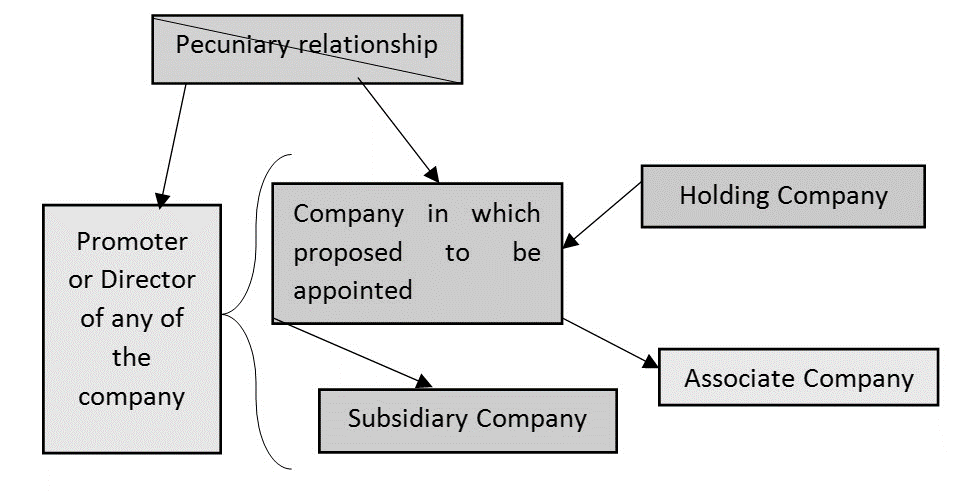 Pecuniary relationship
Promoter
or Director
of any of
the
company
Company in which
proposed to be
appointed
Holding Company
Associate Company
Subsidiary Company